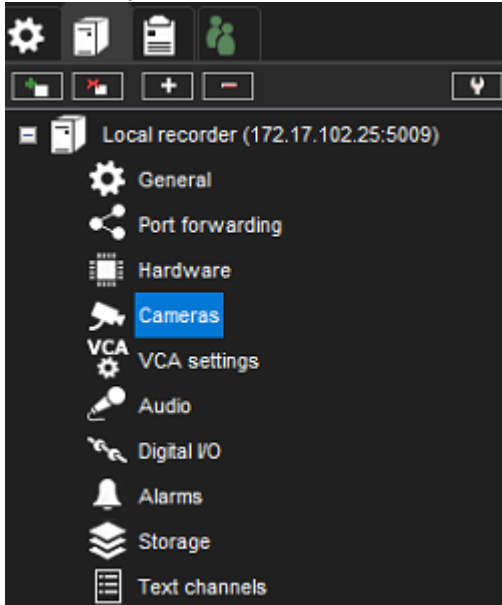 Local recorder (172.17.102.25:5009)
General
Port forwarding
Hardware
Cameras
VCA
VCA settings
Audio
Digital I/O
Alarms
Storage
Text channels